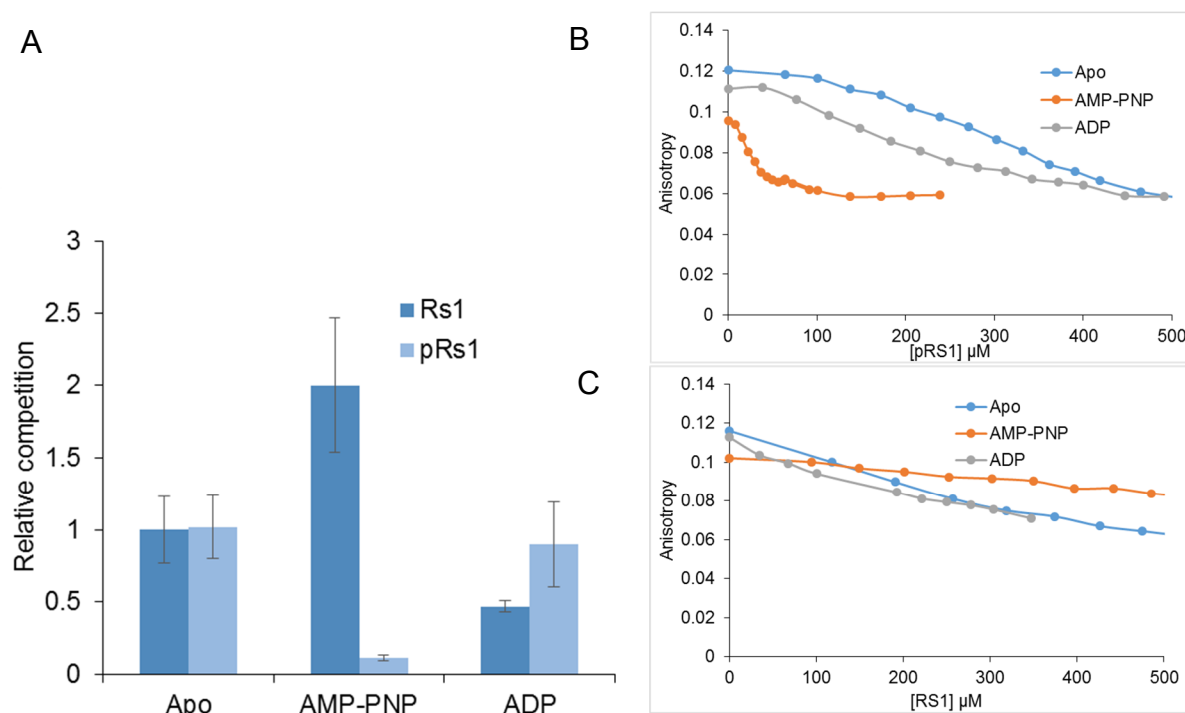 A
Relative competition
3
2.5
2
1.5
1
0.5
0
Rs1
pRs1
Apo
AMP-PNP
ADP
B
Anisotropy
0.14
0.12
0.1
0.08
0.06
0.04
0.02
0
Apo
AMP-PNP
ADP
0 100 200 300 400 500
[pRS1] µM
C
Anisotropy
0.14
0.12
0.1
0.08
0.06
0.04
0.02
0
Apo
AMP-PNP
ADP
0 100 200 300 400 500
[RS1] µM